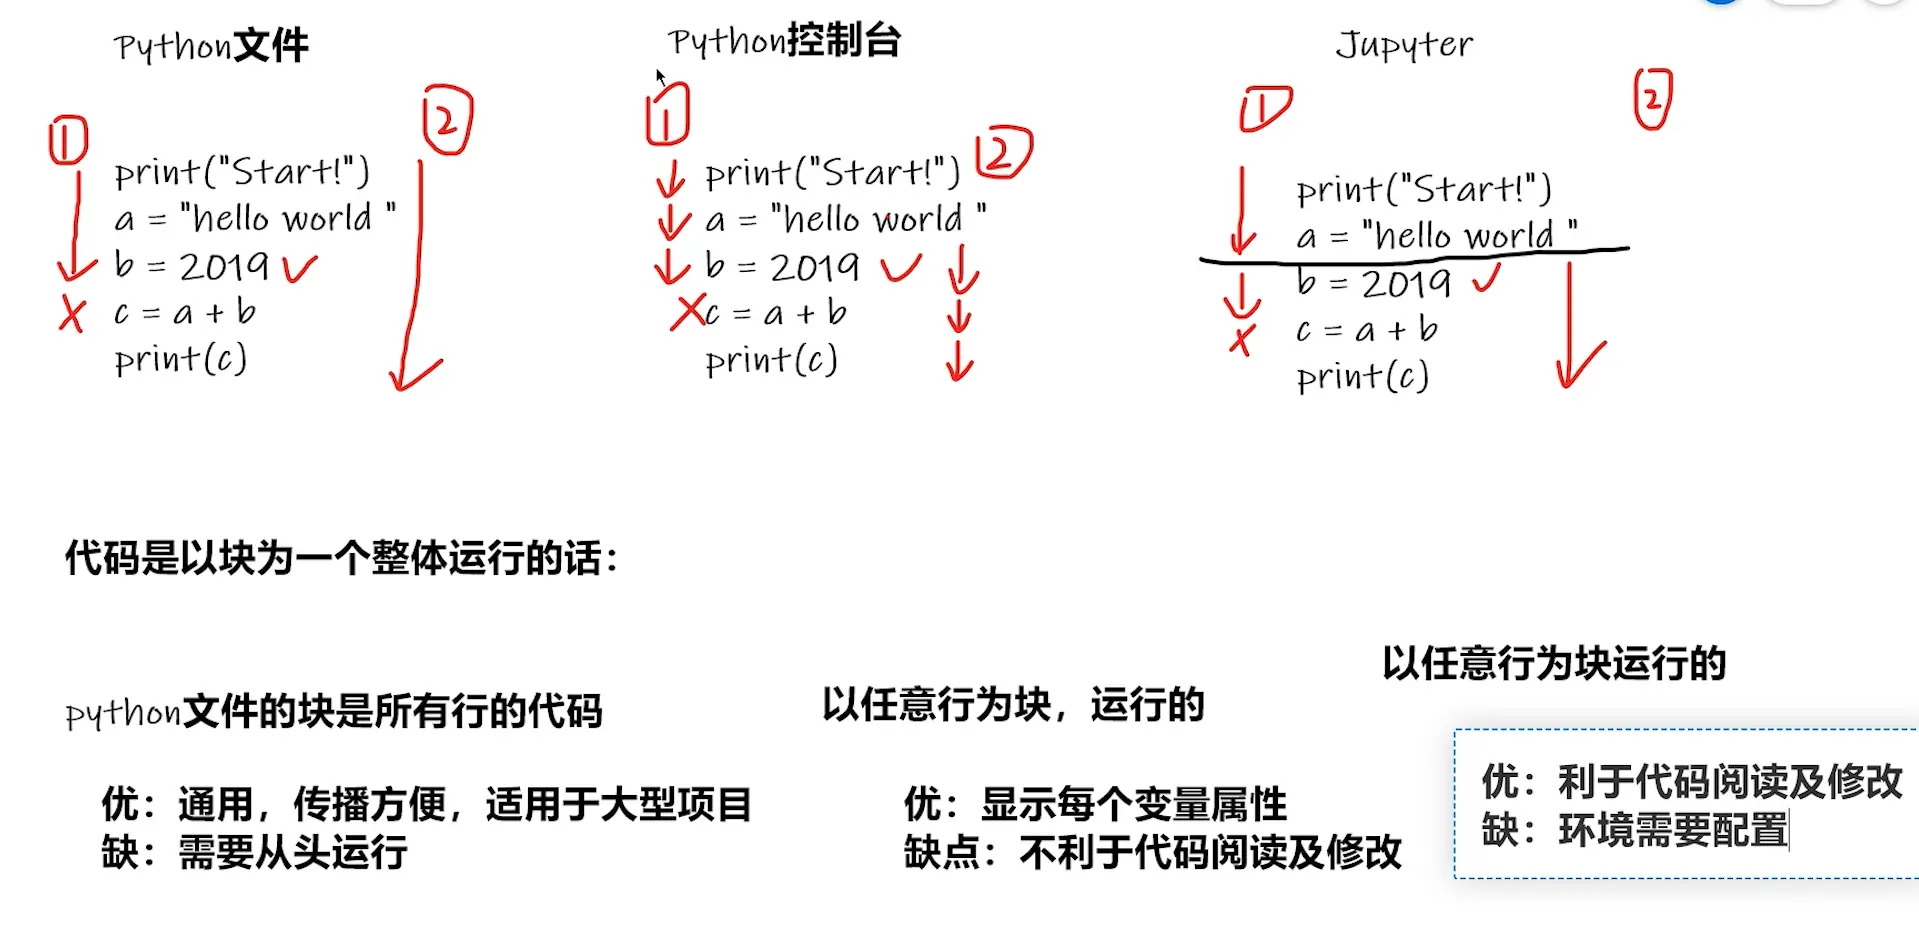 Python文件
①
②
print("Start!")
a = "hello world "
b = 2019
c = a + b
print(c)
Python控制台
1
2
print("Start!")
a = "hello world "
b = 2019
c = a + b
print(c)
Jupyter
1
2
print("Start!")
a = "hello world "
b = 2019
c = a + b
print(c)
代码是以块为一个整体运行的话：
python文件的块是所有行的代码
优：通用，传播方便，适用于大型项目
缺：需要从头运行
以任意行为块，运行的
优：显示每个变量属性
缺点：不利于代码阅读及修改
以任意行为块运行的
优：利于代码阅读及修改
缺：环境需要配置